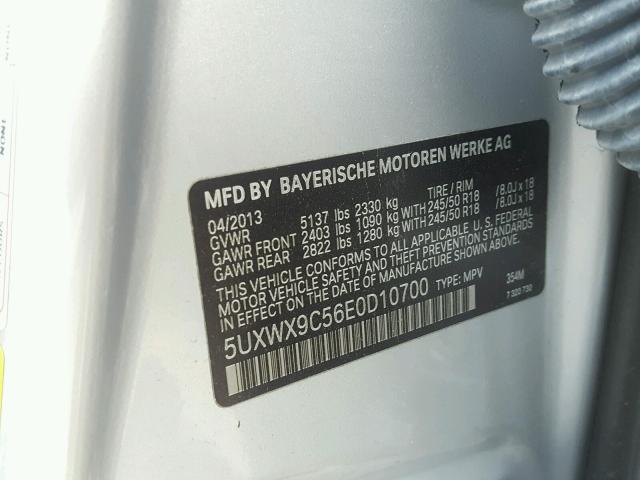 MFD BY BAYERISCHE MOTOREN WERKE AG
04/2013 5137 lbs 2330 kg TIRE / RIM
GVWR
GAWR FRONT 2403 lbs 1090 kg WITH 245/50 R18 / 8.0J x 18
GAWR REAR 2822 lbs 1280 kg WITH 245/50 R18 / 8.0J x 18
THIS VEHICLE CONFORMS TO ALL APPLICABLE U.S. FEDERAL
MOTOR VEHICLE SAFETY AND THEFT PREVENTION STANDARDS
IN EFFECT ON THE DATE OF MANUFACTURE SHOWN ABOVE.
5UXWX9C56E0D10700 TYPE: MPV 354M
7 320 730